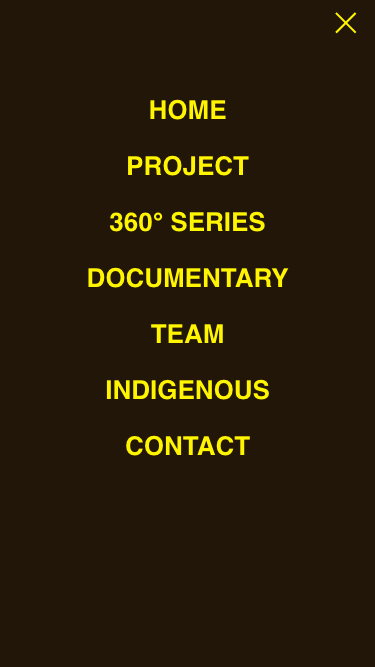 HOME
PROJECT
360° SERIES
DOCUMENTARY
TEAM
INDIGENOUS
CONTACT